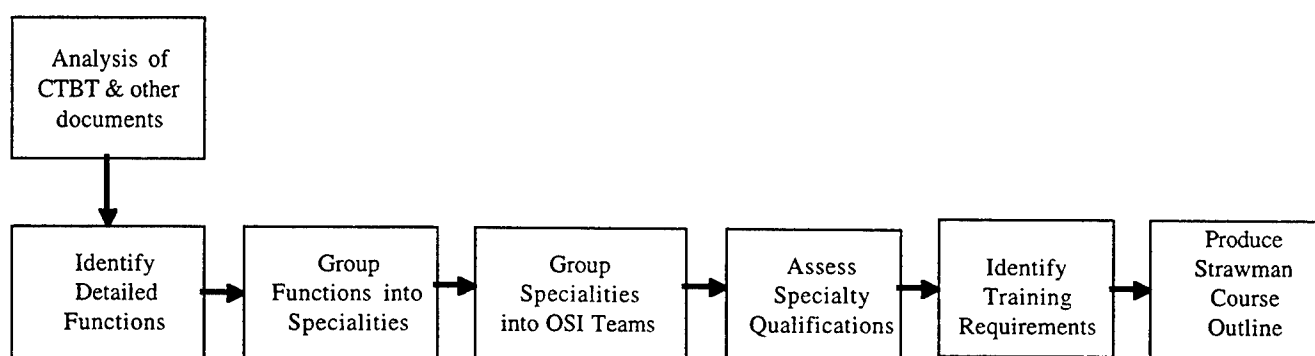 Analysis of
CTBT & other
documents
Identify
Detailed
Functions
Group
Functions into
Specialities
Group
Specialities
into OSI Teams
Assess
Specialty
Qualifications
Identify
Training
Requirements
Produce
Strawman
Course
Outline